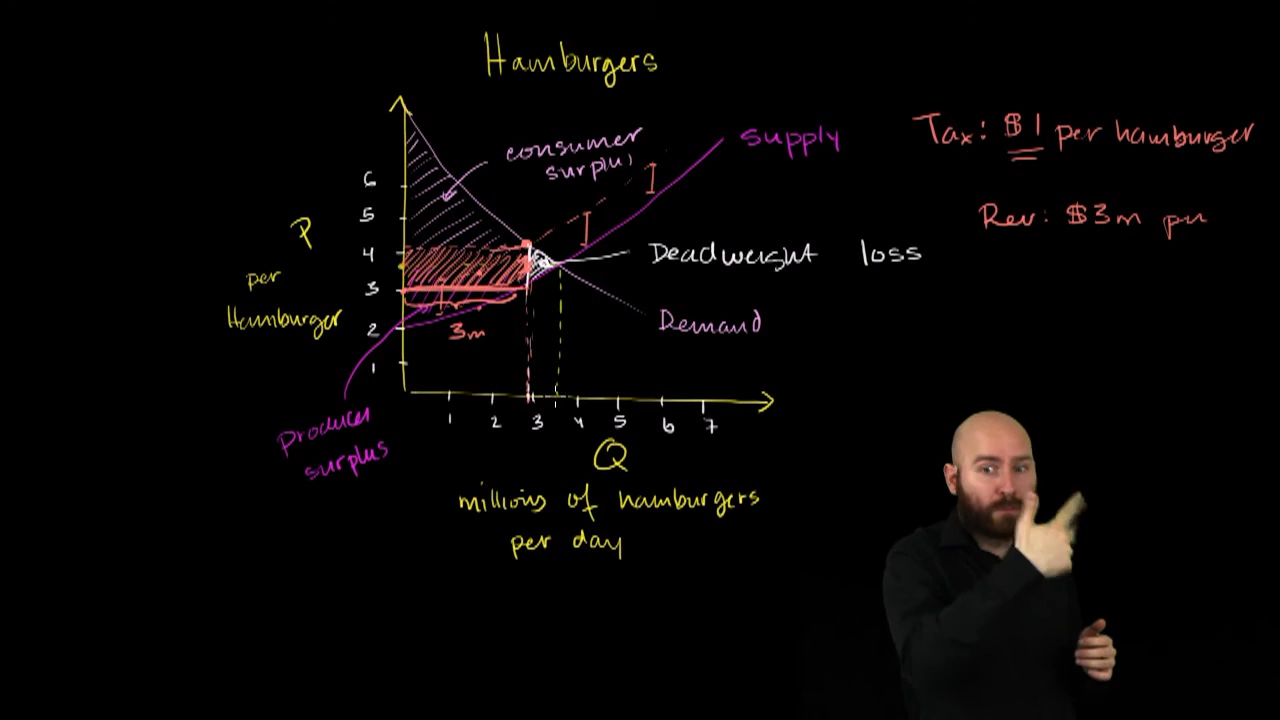 Hamburgers
consumer
surplu
supply
Tax: $1 per hamburger
Rev: $3m per
Deadweight loss
Demand
P
per
Hamburger
6
5
4
3
2
1
3m
Producer
surplus
1 2 3 4 5 6 7
Q
millions of hamburgers
per day